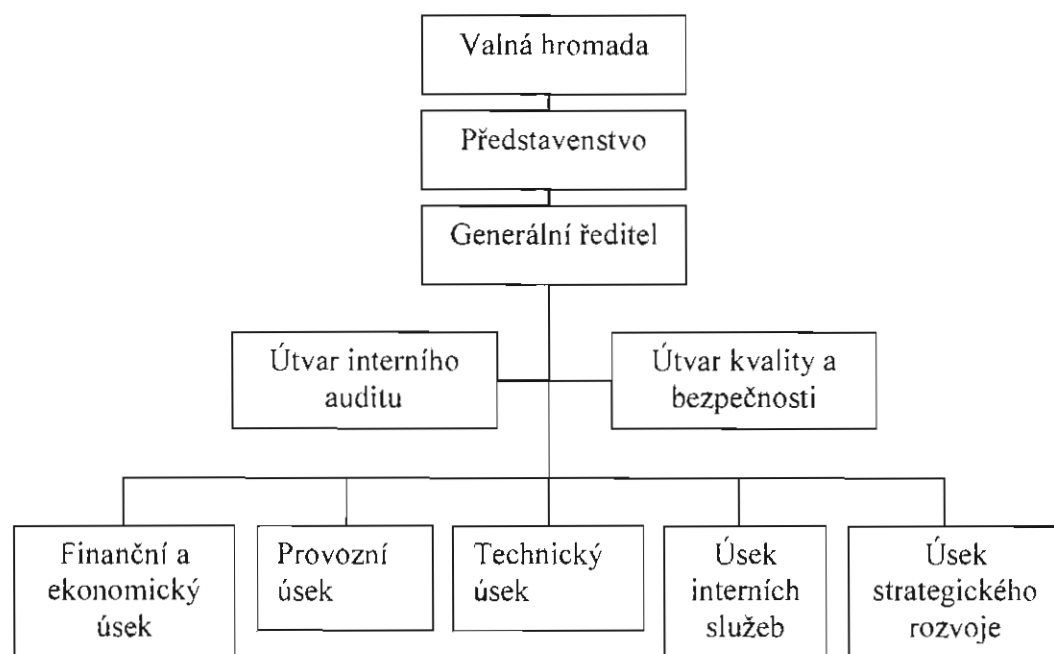 Valná hromada
Představenstvo
Generální ředitel
Útvar interního
auditu
Útvar kvality a
bezpečnosti
Finanční a
ekonomický
úsek
Provozní
úsek
Technický
úsek
Úsek
interních
služeb
Úsek
strategického
rozvoje